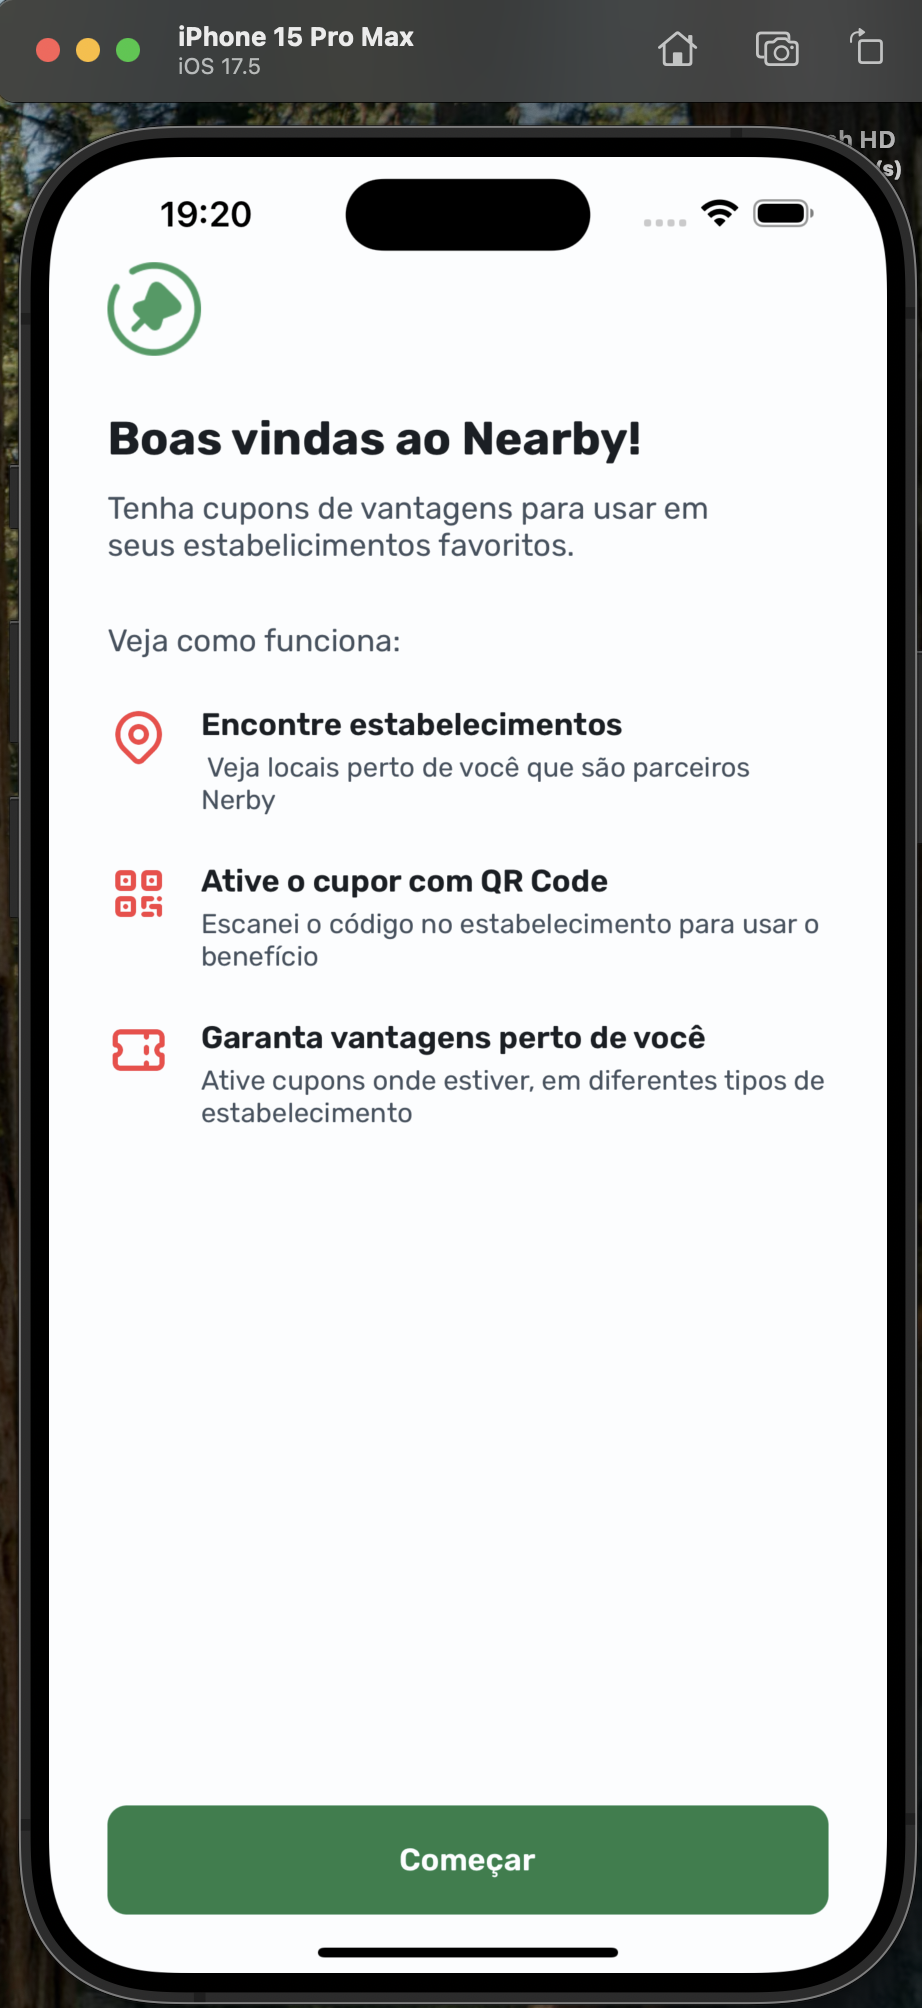 iPhone 15 Pro Max
iOS 17.5
HD
(s)
19:20
Boas vindas ao Nearby!
Tenha cupons de vantagens para usar em
seus estabelicimentos favoritos.
Veja como funciona:
Encontre estabelecimentos
Veja locais perto de você que são parceiros
Nerby
Ative o cupor com QR Code
Escanei o código no estabelecimento para usar o
benefício
Garanta vantagens perto de você
Ative cupons onde estiver, em diferentes tipos de
estabelecimento
Começar